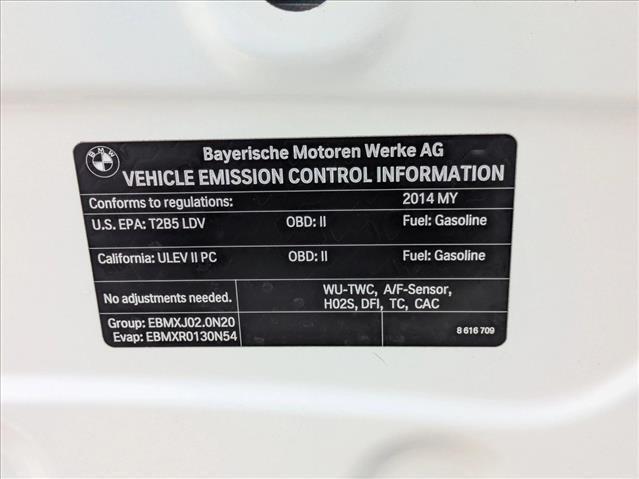 BMW
Bayerische Motoren Werke AG
VEHICLE EMISSION CONTROL INFORMATION
Conforms to regulations: 2014 MY
U.S. EPA: T2B5 LDV OBD: II Fuel: Gasoline
California: ULEV II PC OBD: II Fuel: Gasoline
No adjustments needed.
WU-TWC, A/F-Sensor,
HO2S, DFI, TC, CAC
Group: EBMXJ02.0N20
Evap: EBMXR0130N54
8 616 709